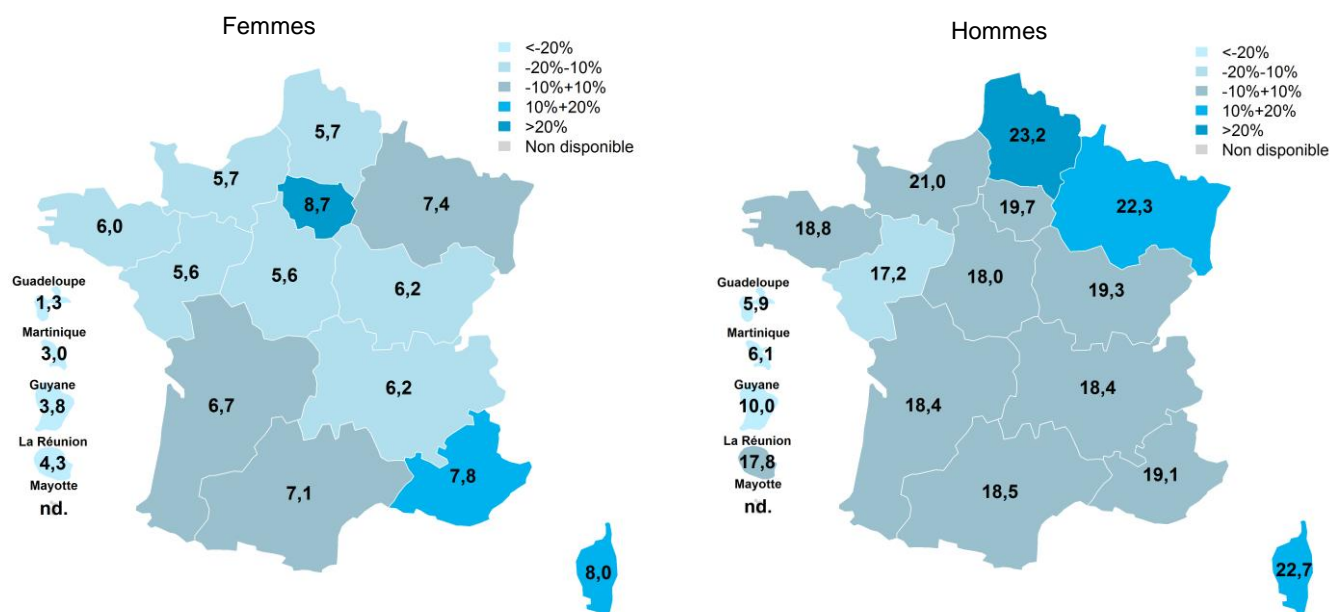 Femmes
<-20%
-20%-10%
-10%+10%
10%+20%
>20%
Non disponible
5,7
5,7
8,7
7,4
6,0
5,6
5,6
6,2
Guadeloupe
1,3
Martinique
3,0
Guyane
3,8
La Réunion
4,3
Mayotte
nd.
6,7
6,2
7,1
7,8
8,0
Hommes
<-20%
-20%-10%
-10%+10%
10%+20%
>20%
Non disponible
23,2
21,0
19,7
22,3
18,8
17,2
18,0
19,3
Guadeloupe
5,9
Martinique
6,1
Guyane
10,0
La Réunion
17,8
Mayotte
nd.
18,4
18,4
18,5
19,1
22,7